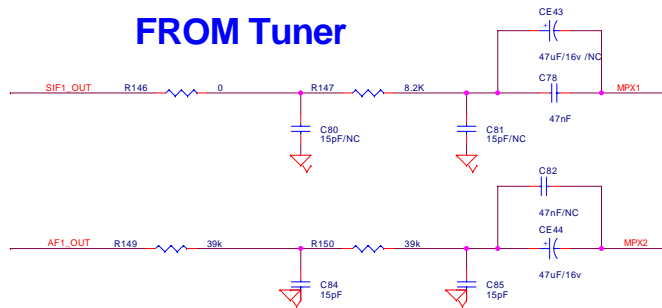 FROM Tuner
CE43
47uF/16v /NC
SIF1_OUT R146 0 R147 8.2K C78 MPX1
47nF
C80
15pF/NC
C81
15pF/NC
C82
47nF/NC
CE44
AF1_OUT R149 39k R150 39k MPX2
47uF/16v
C84
15pF
C85
15pF